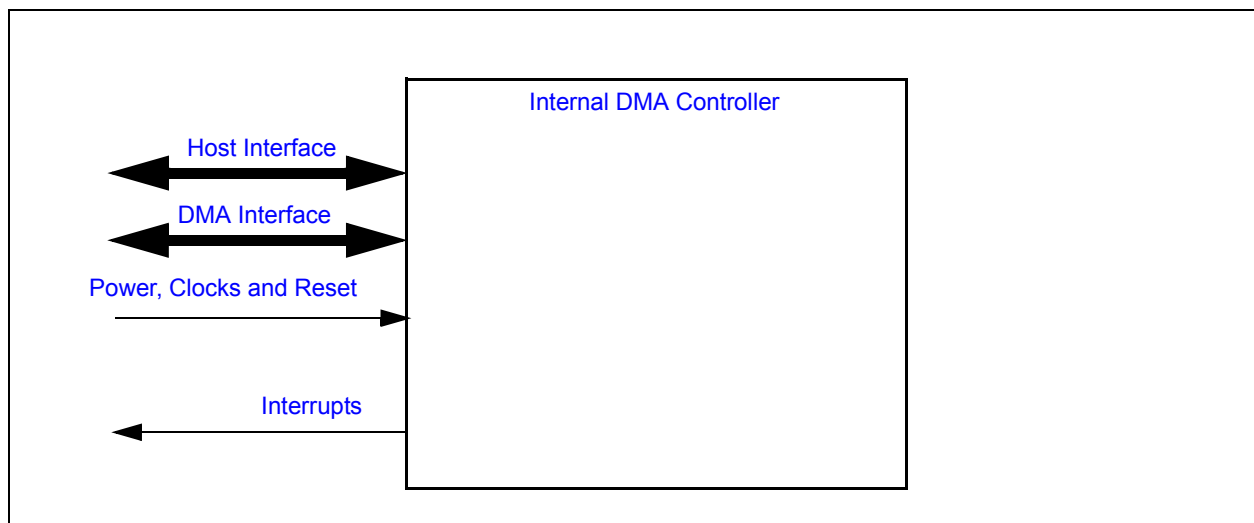 Internal DMA Controller
Host Interface
DMA Interface
Power, Clocks and Reset
Interrupts